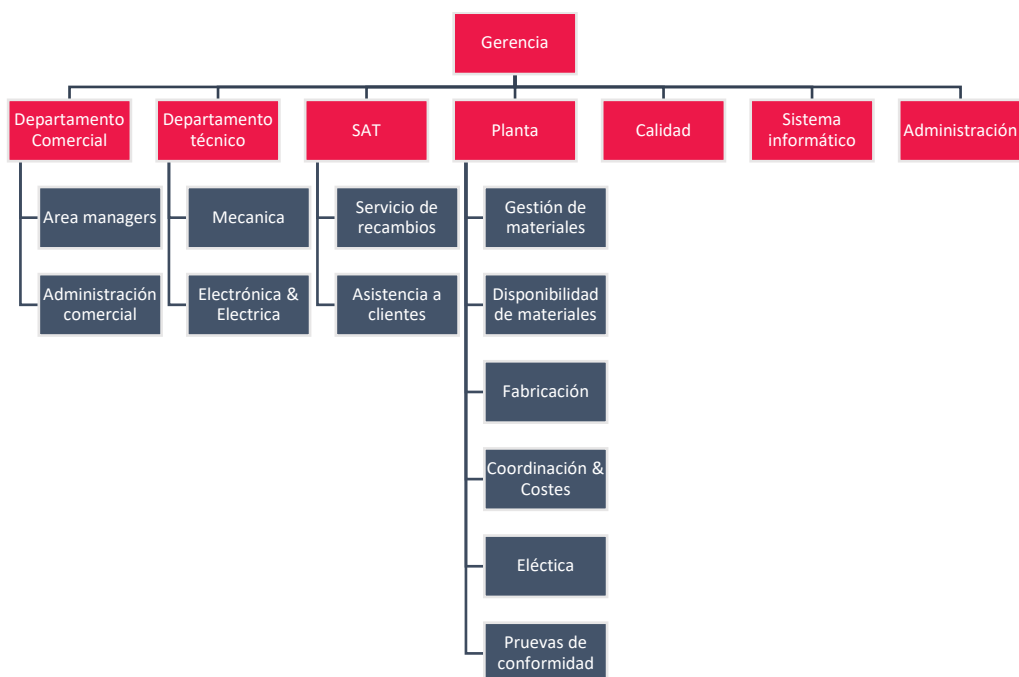 Gerencia
Departamento
Comercial
Departamento
técnico
SAT
Planta
Calidad
Sistema
informático
Administración
Area managers
Mecanica
Servicio de
recambios
Gestión de
materiales
Administración
comercial
Electrónica &
Electrica
Asistencia a
clientes
Disponibilidad
de materiales
Fabricación
Coordinación &
Costes
Eléctica
Pruevas de
conformidad